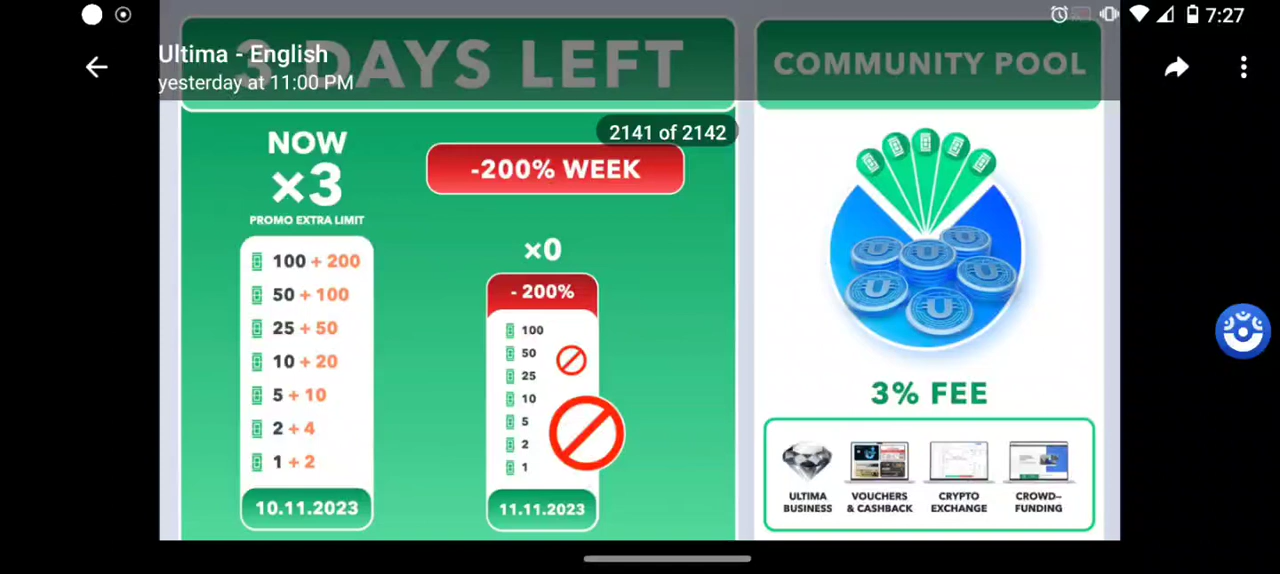 7:27
Ultima - English
yesterday at 11:00 PM
3 DAYS LEFT
2141 of 2142
NOW
×3
PROMO EXTRA LIMIT
100 + 200
50 + 100
25 + 50
10 + 20
5 + 10
2 + 4
1 + 2
10.11.2023
-200% WEEK
×0
- 200%
100
50
25
10
5
2
1
11.11.2023
COMMUNITY POOL
U
U
U
U
U
U
3% FEE
ULTIMA
BUSINESS
VOUCHERS
& CASHBACK
CRYPTO
EXCHANGE
CROWD-
FUNDING